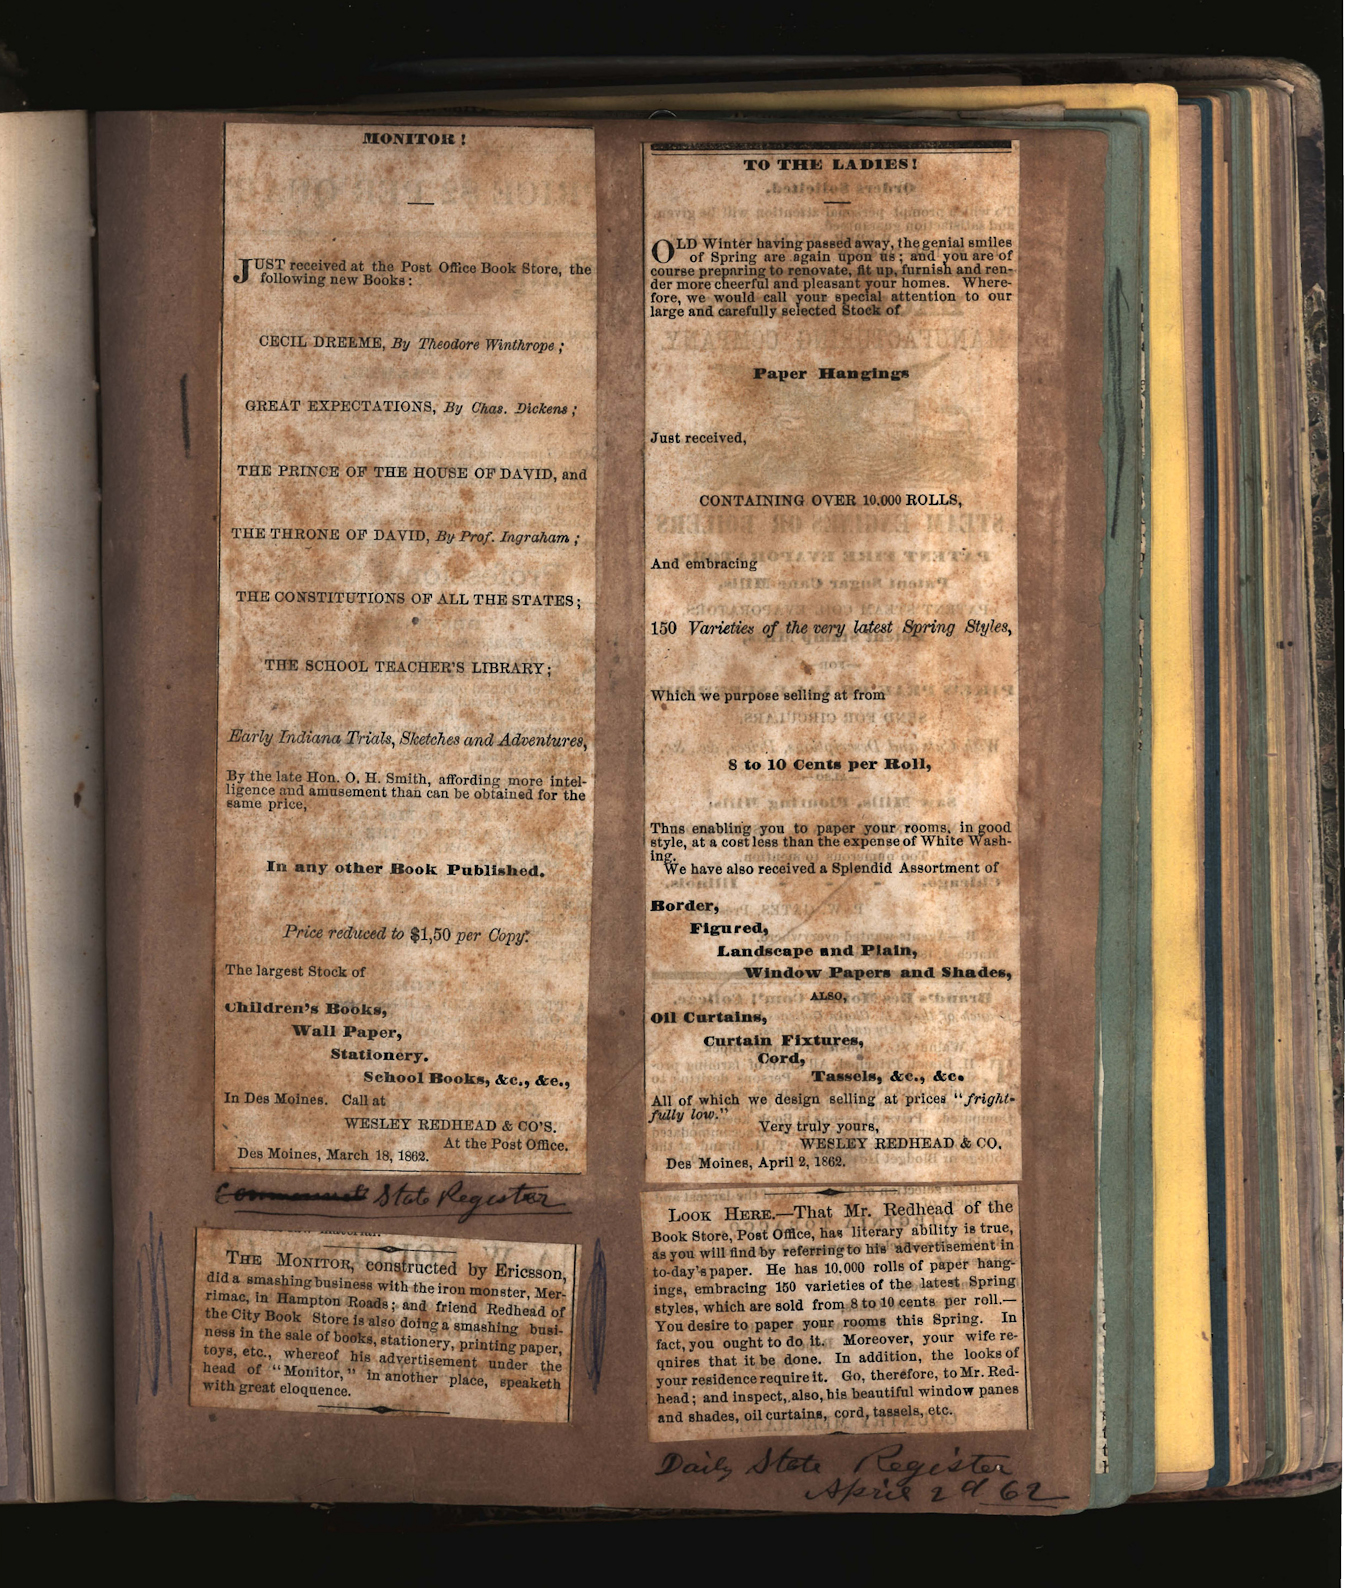 MONITOR!
JUST received at the Post Office Book Store, the
following new Books:
CECIL DREEME, By Theodore Winthrope;
GREAT EXPECTATIONS, By Chas. Dickens;
THE PRINCE OF THE HOUSE OF DAVID, and
THE THRONE OF DAVID, By Prof. Ingraham;
THE CONSTITUTIONS OF ALL THE STATES;
THE SCHOOL TEACHER'S LIBRARY;
Early Indiana Trials, Sketches and Adventures,
By the late Hon. O. H. Smith, affording more intel-
ligence and amusement than can be obtained for the
same price,
In any other Book Published.
Price reduced to $1,50 per Copy.
The largest Stock of
Children's Books,
Wall Paper,
Stationery.
School Books, &c., &c.,
In Des Moines. Call at
WESLEY REDHEAD & CO'S.
At the Post Office.
Des Moines, March 18, 1862.
State Register
THE MONITOR, constructed by Ericsson,
did a smashing business with the iron monster, Mer-
rimac, in Hampton Roads; and friend Redhead of
the City Book Store is also doing a smashing busi-
ness in the sale of books, stationery, printing paper,
toys, etc., whereof his advertisement under the
head of "Monitor," in another place, speaketh
with great eloquence.
TO THE LADIES!
OLD Winter having passed away, the genial smiles
of Spring are again upon us; and you are of
course preparing to renovate, fit up, furnish and ren-
der more cheerful and pleasant your homes. Where-
fore, we would call your special attention to our
large and carefully selected Stock of
Paper Hangings
Just received,
CONTAINING OVER 10,000 ROLLS,
And embracing
150 Varieties of the very latest Spring Styles,
Which we purpose selling at from
8 to 10 Cents per Roll,
Thus enabling you to paper your rooms, in good
style, at a cost less than the expense of White Wash-
ing.
We have also received a Splendid Assortment of
Border,
Figured,
Landscape and Plain,
Window Papers and Shades,
ALSO,
Oil Curtains,
Curtain Fixtures,
Cord,
Tassels, &c., &c.
All of which we design selling at prices "fright-
fully low."
Very truly yours,
WESLEY REDHEAD & CO.
Des Moines, April 2, 1862.
LOOK HERE.—That Mr. Redhead of the
Book Store, Post Office, has literary ability is true,
as you will find by referring to his advertisement in
to-day's paper. He has 10,000 rolls of paper hang-
ings, embracing 150 varieties of the latest Spring
styles, which are sold from 8 to 10 cents per roll.—
You desire to paper your rooms this Spring. In
fact, you ought to do it. Moreover, your wife re-
qnires that it be done. In addition, the looks of
your residence require it. Go, therefore, to Mr. Red-
head; and inspect, also, his beautiful window panes
and shades, oil curtains, cord, tassels, etc.
Daily State Register
April 2d 62